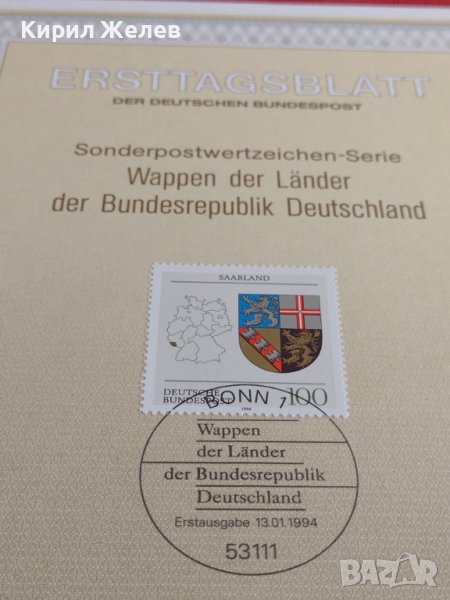 Кирил Желев
ERSTTAGSBLATT
DER DEUTSCHEN BUNDESPOST
Sonderpostwertzeichen-Serie
Wappen der Länder
der Bundesrepublik Deutschland
SAARLAND
DEUTSCHE
BUNDESPOST
1994
100
BONN 1
Wappen
der Länder
der Bundesrepublik
Deutschland
Erstausgabe 13.01.1994
53111
BAZAR